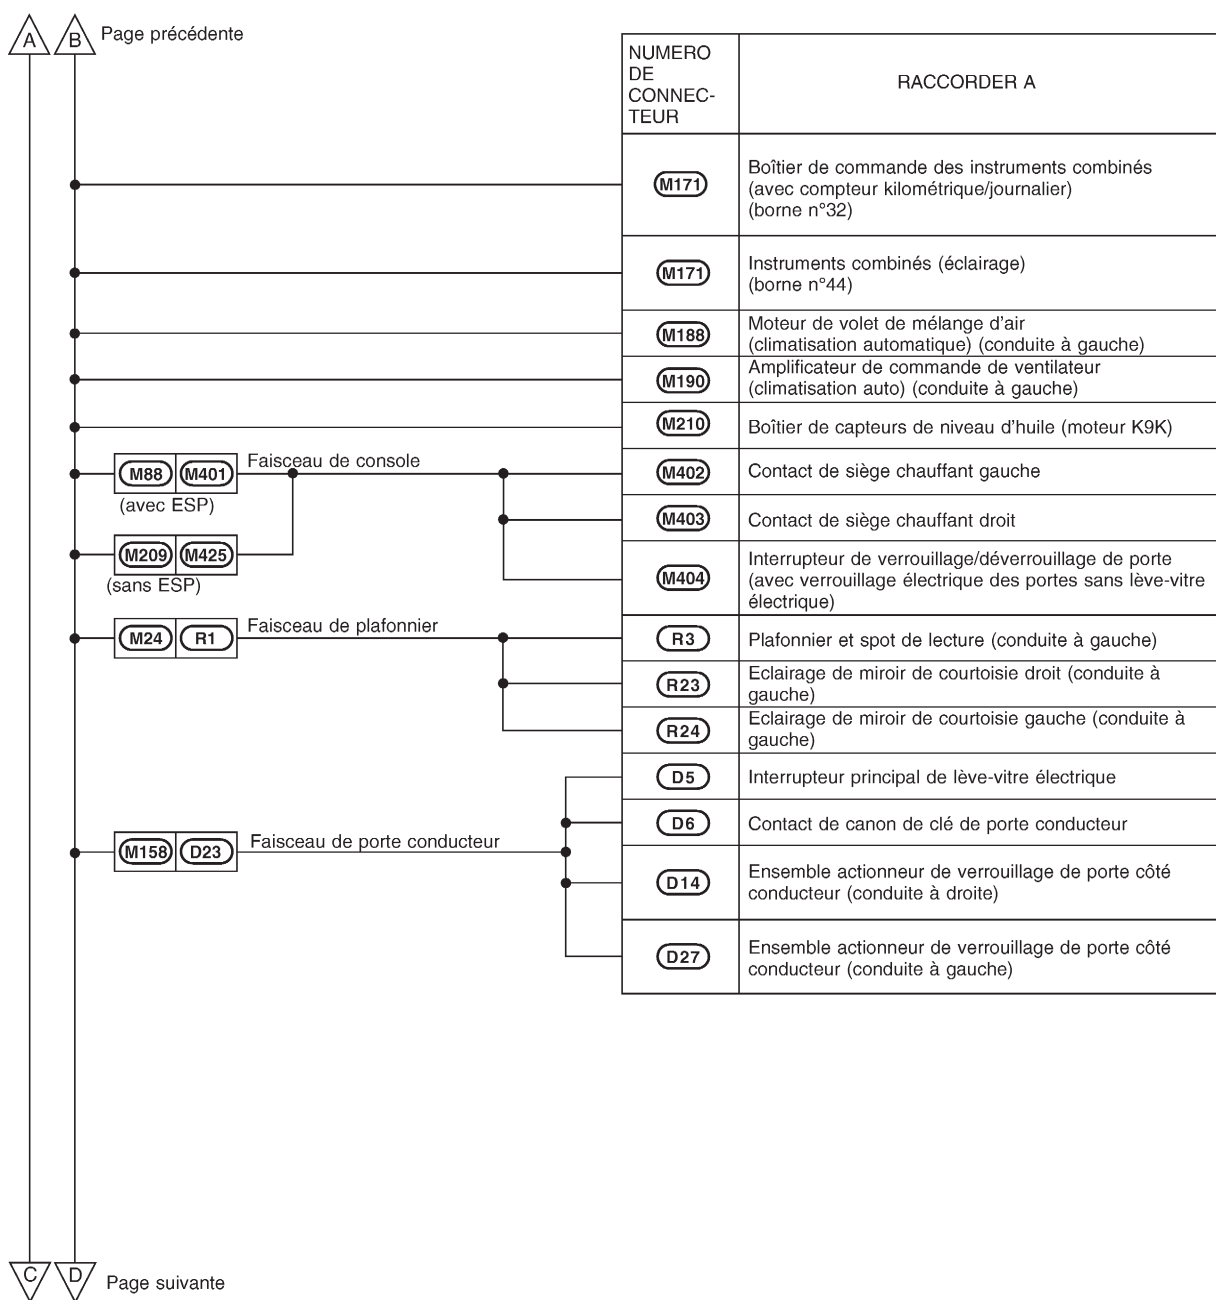 A B Page précédente
NUMERO
DE
CONNEC-
TEUR
RACCORDER A
M171
Boîtier de commande des instruments combinés
(avec compteur kilométrique/journalier)
(borne n°32)
M171
Instruments combinés (éclairage)
(borne n°44)
M188
Moteur de volet de mélange d'air
(climatisation automatique) (conduite à gauche)
M190
Amplificateur de commande de ventilateur
(climatisation auto) (conduite à gauche)
M210
Boîtier de capteurs de niveau d'huile (moteur K9K)
M88 M401 Faisceau de console
(avec ESP)
M402
Contact de siège chauffant gauche
M403
Contact de siège chauffant droit
M209 M425
(sans ESP)
M404
Interrupteur de verrouillage/déverrouillage de porte
(avec verrouillage électrique des portes sans lève-vitre
électrique)
M24 R1 Faisceau de plafonnier
R3
Plafonnier et spot de lecture (conduite à gauche)
R23
Eclairage de miroir de courtoisie droit (conduite à
gauche)
R24
Eclairage de miroir de courtoisie gauche (conduite à
gauche)
D5
Interrupteur principal de lève-vitre électrique
D6
Contact de canon de clé de porte conducteur
M158 D23 Faisceau de porte conducteur
D14
Ensemble actionneur de verrouillage de porte côté
conducteur (conduite à droite)
D27
Ensemble actionneur de verrouillage de porte côté
conducteur (conduite à gauche)
C D Page suivante